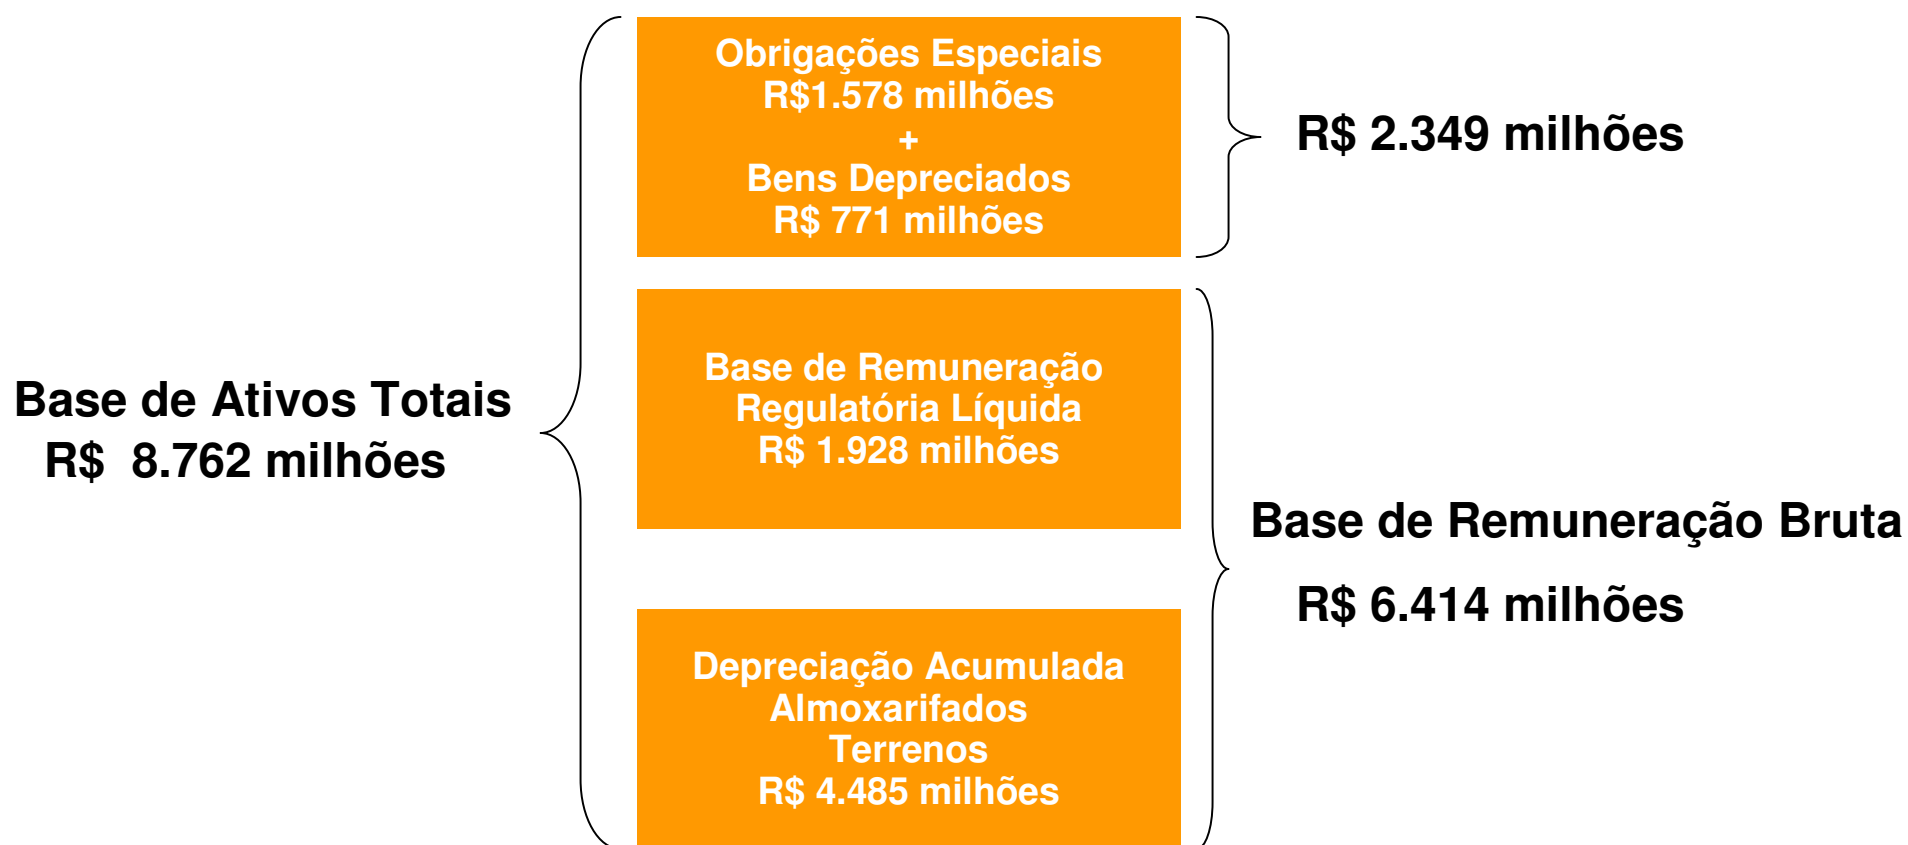 Obrigações Especiais
R$1.578 milhões
+
Bens Depreciados
R$ 771 milhões
R$ 2.349 milhões
Base de Ativos Totais
R$  8.762 milhões
Base de Remuneração
Regulatória Líquida
R$ 1.928 milhões
Base de Remuneração Bruta
R$ 6.414 milhões
Depreciação Acumulada
Almoxarifados
Terrenos
R$ 4.485 milhões